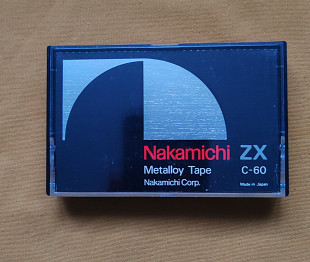 Nakamichi ZX
Metalloy Tape C-60
Nakamichi Corp. Made in Japan